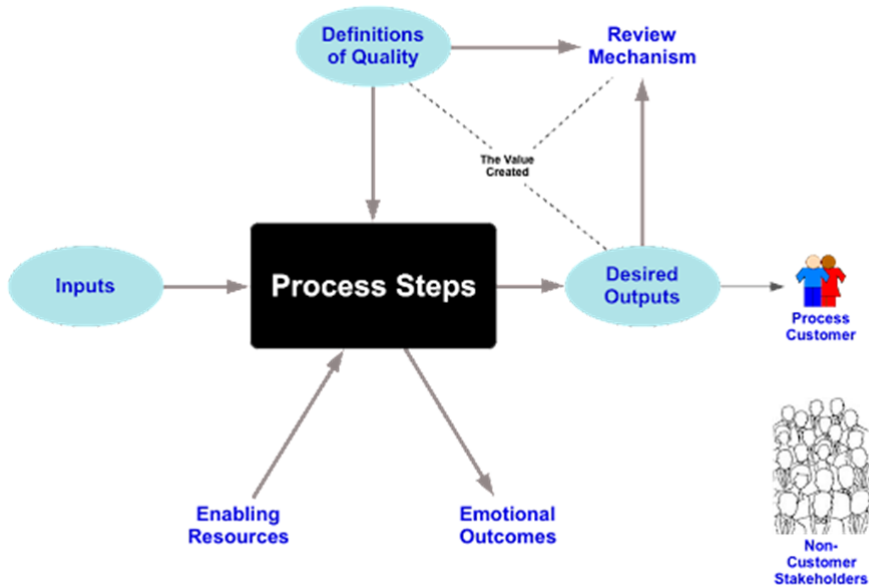 Definitions
of Quality
Review
Mechanism
The Value
Created
Inputs
Process Steps
Desired
Outputs
Process
Customer
Enabling
Resources
Emotional
Outcomes
Non-
Customer
Stakeholders